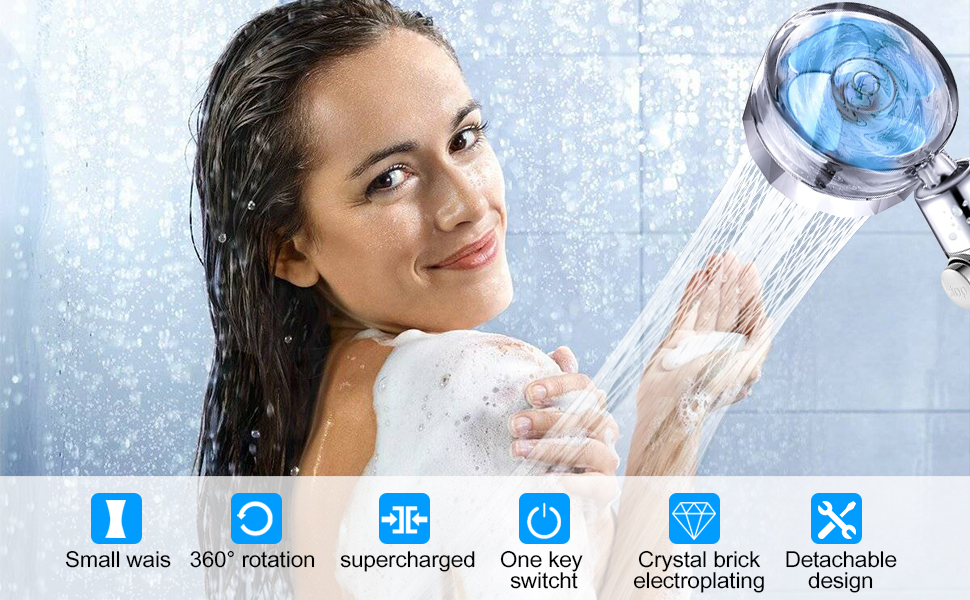 Small wais
360° rotation
supercharged
One key
switcht
Crystal brick
electroplating
Detachable
design